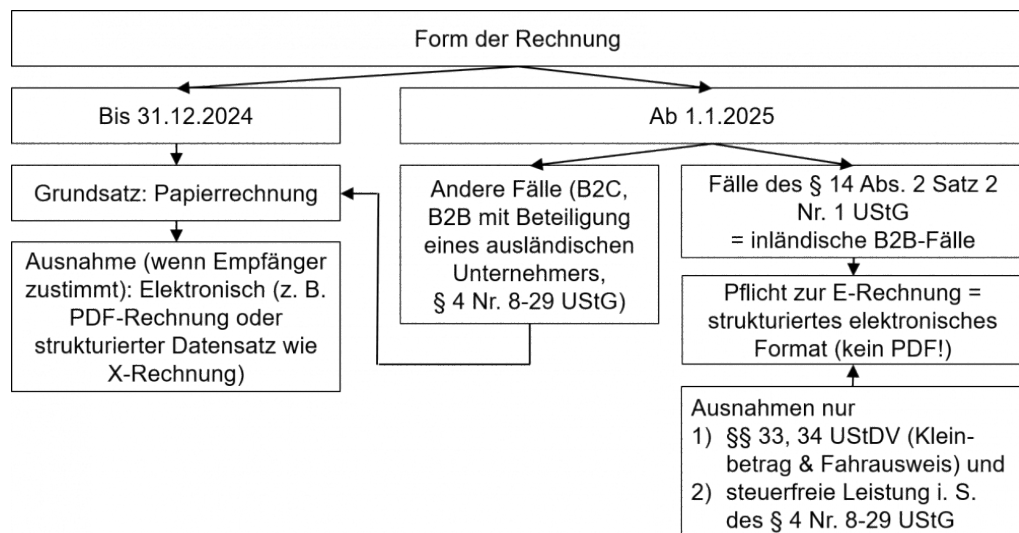 Form der Rechnung
Bis 31.12.2024
Grundsatz: Papierrechnung
Ausnahme (wenn Empfänger
zustimmt): Elektronisch (z. B.
PDF-Rechnung oder
strukturierter Datensatz wie
X-Rechnung)
Ab 1.1.2025
Andere Fälle (B2C,
B2B mit Beteiligung
eines ausländischen
Unternehmers,
§ 4 Nr. 8-29 UStG)
Fälle des § 14 Abs. 2 Satz 2
Nr. 1 UStG
= inländische B2B-Fälle
Pflicht zur E-Rechnung =
strukturiertes elektronisches
Format (kein PDF!)
Ausnahmen nur
1) §§ 33, 34 UStDV (Klein-
betrag & Fahrausweis) und
2) steuerfreie Leistung i. S.
des § 4 Nr. 8-29 UStG